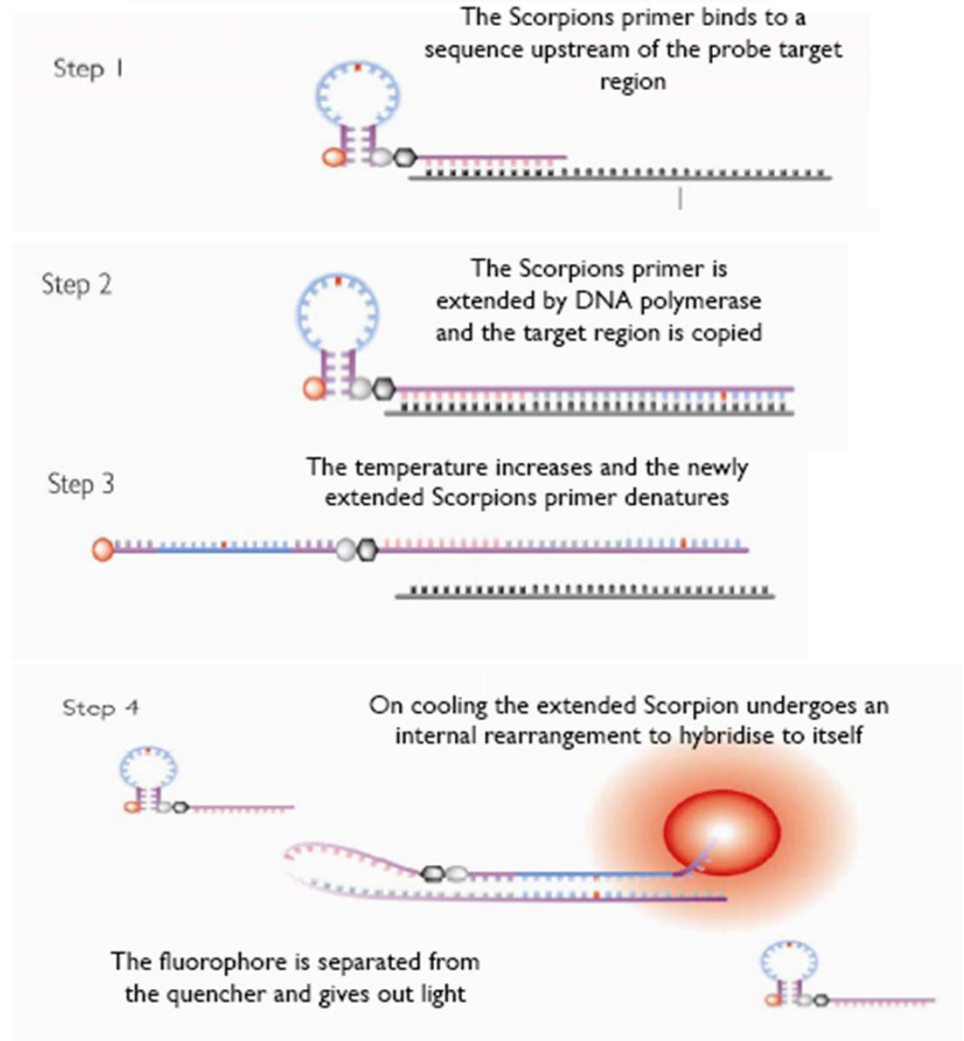 The Scorpions primer binds to a
sequence upstream of the probe target
region
Step 1
The Scorpions primer is
extended by DNA polymerase
and the target region is copied
Step 2
The temperature increases and the newly
extended Scorpions primer denatures
Step 3
On cooling the extended Scorpion undergoes an
internal rearrangement to hybridise to itself
Step 4
The fluorophore is separated from
the quencher and gives out light